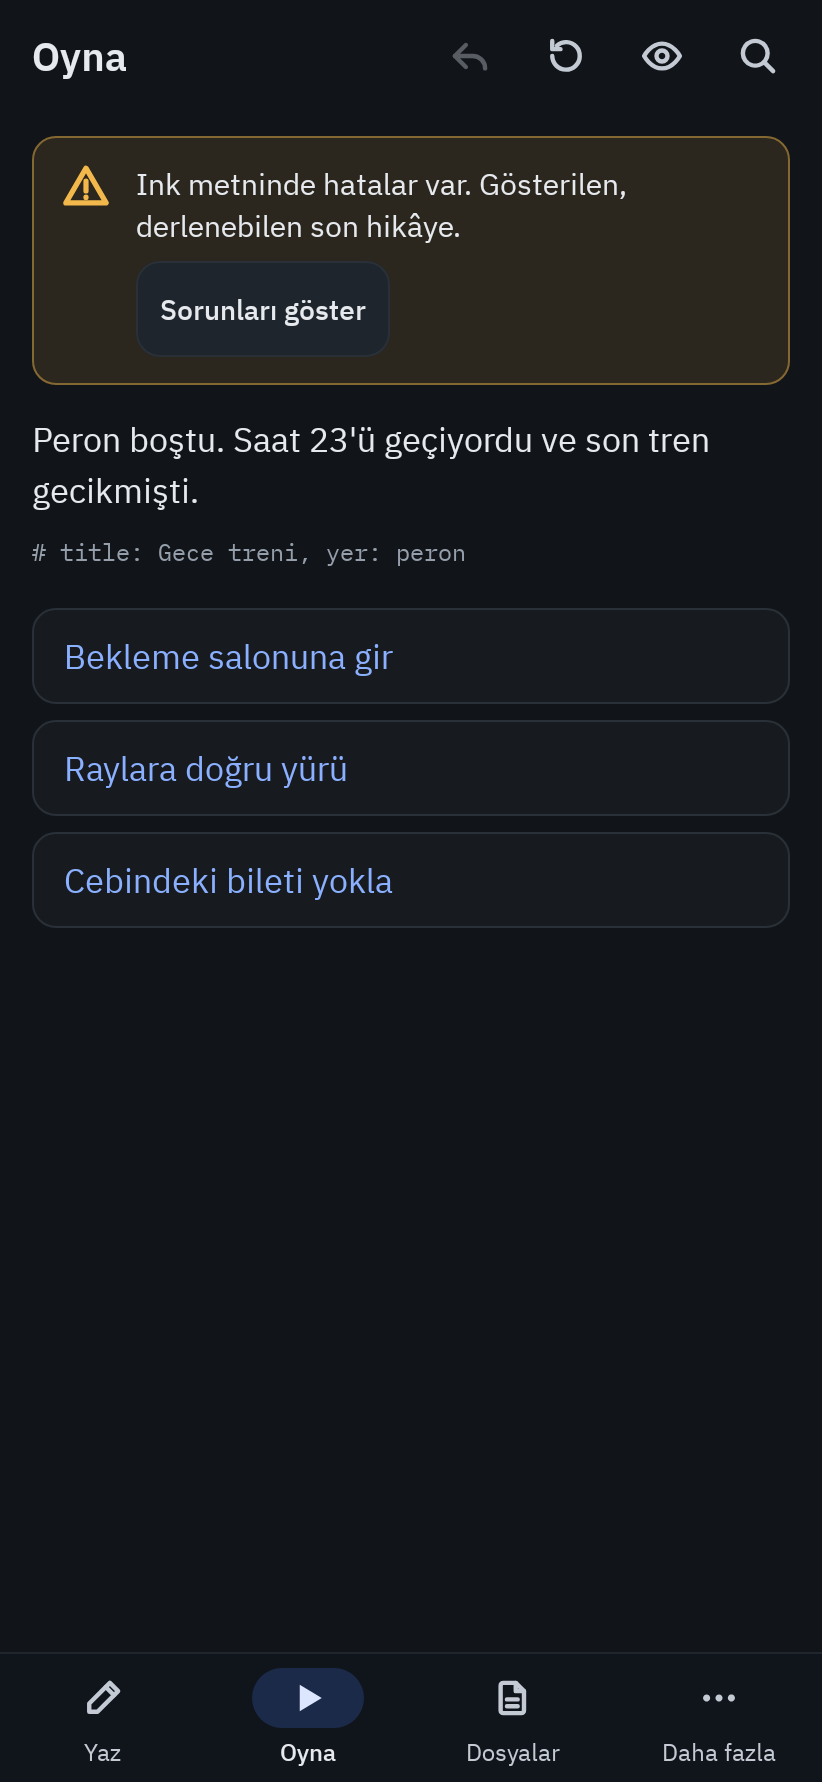 Oyna
Ink metninde hatalar var. Gösterilen,
derlenebilen son hikâye.
Sorunları göster
Peron boştu. Saat 23'ü geçiyordu ve son tren
gecikmişti.
# title: Gece treni, yer: peron
Bekleme salonuna gir
Raylara doğru yürü
Cebindeki bileti yokla
Yaz
Oyna
Dosyalar
Daha fazla